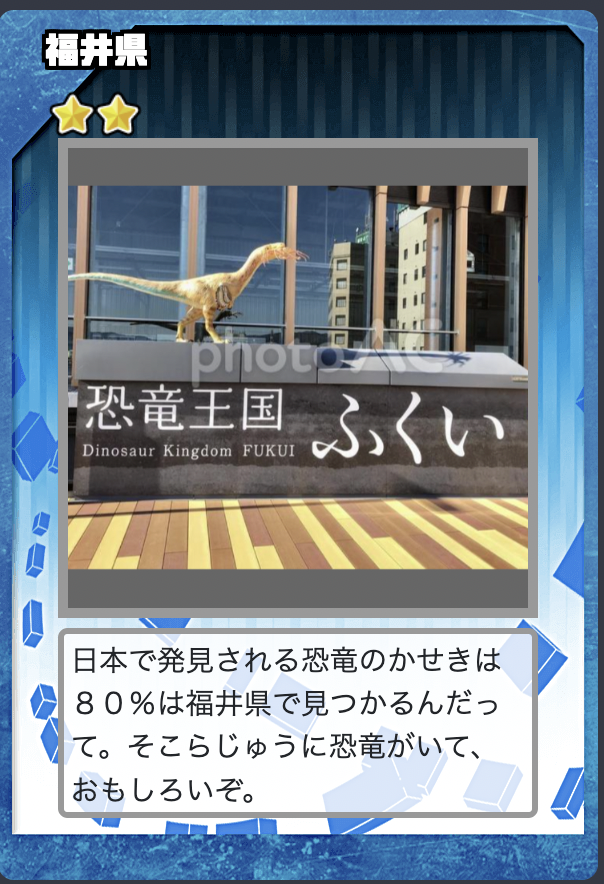 福井県
photoAC
恐竜王国
Dinosaur Kingdom FUKUI
ふくい
日本で発見される恐竜のかせきは
８０％は福井県で見つかるんだっ
て。そこらじゅうに恐竜がいて、
おもしろいぞ。